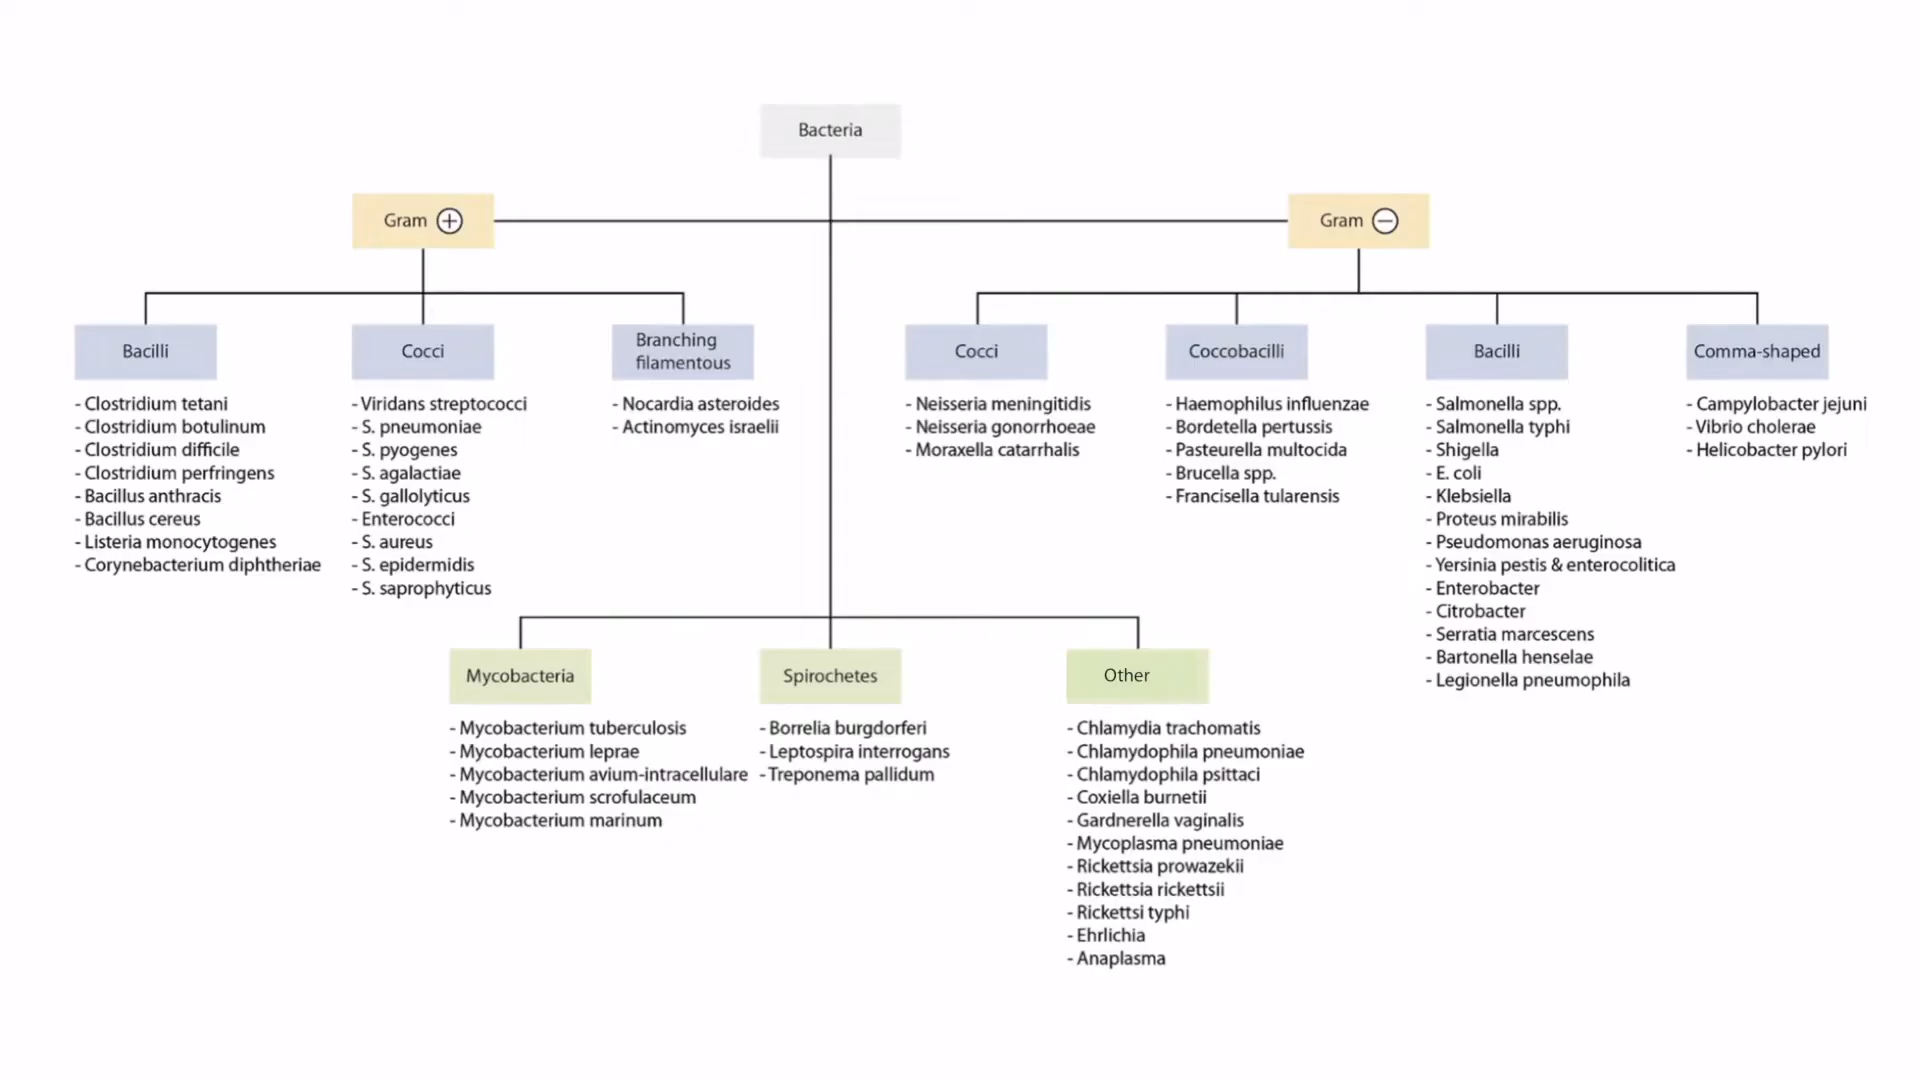 Bacteria
Gram +
Gram −
Bacilli
- Clostridium tetani
- Clostridium botulinum
- Clostridium difficile
- Clostridium perfringens
- Bacillus anthracis
- Bacillus cereus
- Listeria monocytogenes
- Corynebacterium diphtheriae
Cocci
- Viridans streptococci
- S. pneumoniae
- S. pyogenes
- S. agalactiae
- S. gallolyticus
- Enterococci
- S. aureus
- S. epidermidis
- S. saprophyticus
Branching
filamentous
- Nocardia asteroides
- Actinomyces israelii
Cocci
- Neisseria meningitidis
- Neisseria gonorrhoeae
- Moraxella catarrhalis
Coccobacilli
- Haemophilus influenzae
- Bordetella pertussis
- Pasteurella multocida
- Brucella spp.
- Francisella tularensis
Bacilli
- Salmonella spp.
- Salmonella typhi
- Shigella
- E. coli
- Klebsiella
- Proteus mirabilis
- Pseudomonas aeruginosa
- Yersinia pestis & enterocolitica
- Enterobacter
- Citrobacter
- Serratia marcescens
- Bartonella henselae
- Legionella pneumophila
Comma-shaped
- Campylobacter jejuni
- Vibrio cholerae
- Helicobacter pylori
Mycobacteria
- Mycobacterium tuberculosis
- Mycobacterium leprae
- Mycobacterium avium-intracellulare
- Mycobacterium scrofulaceum
- Mycobacterium marinum
Spirochetes
- Borrelia burgdorferi
- Leptospira interrogans
- Treponema pallidum
Other
- Chlamydia trachomatis
- Chlamydophila pneumoniae
- Chlamydophila psittaci
- Coxiella burnetii
- Gardnerella vaginalis
- Mycoplasma pneumoniae
- Rickettsia prowazekii
- Rickettsia rickettsii
- Rickettsi typhi
- Ehrlichia
- Anaplasma